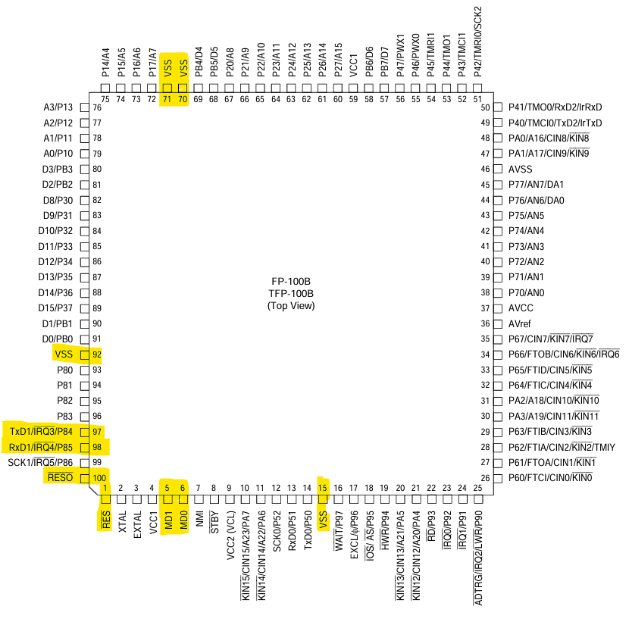 P14/A4
P15/A5
P16/A6
P17/A7
VSS
VSS
PB4/D4
PB5/D5
P20/A8
P21/A9
P22/A10
P23/A11
P24/A12
P25/A13
P26/A14
P27/A15
VCC1
PB6/D6
PB7/D7
P47/PWX1
P46/PWX0
P45/TMRI1
P44/TMO1
P43/TMCI1
P42/TMRI0/SCK2
75 74 73 72 71 70 69 68 67 66 65 64 63 62 61 60 59 58 57 56 55 54 53 52 51
A3/P13 76
A2/P12 77
A1/P11 78
A0/P10 79
D3/PB3 80
D2/PB2 81
D8/P30 82
D9/P31 83
D10/P32 84
D11/P33 85
D12/P34 86
D13/P35 87
D14/P36 88
D15/P37 89
D1/PB1 90
D0/PB0 91
VSS 92
P80 93
P81 94
P82 95
P83 96
TxD1/IRQ3/P84 97
RxD1/IRQ4/P85 98
SCK1/IRQ5/P86 99
RESO 100
FP-100B
TFP-100B
(Top View)
50 P41/TMO0/RxD2/IrRxD
49 P40/TMCI0/TxD2/IrTxD
48 PA0/A16/CIN8/KIN8
47 PA1/A17/CIN9/KIN9
46 AVSS
45 P77/AN7/DA1
44 P76/AN6/DA0
43 P75/AN5
42 P74/AN4
41 P73/AN3
40 P72/AN2
39 P71/AN1
38 P70/AN0
37 AVCC
36 AVref
35 P67/CIN7/KIN7/IRQ7
34 P66/FTOB/CIN6/KIN6/IRQ6
33 P65/FTID/CIN5/KIN5
32 P64/FTIC/CIN4/KIN4
31 PA2/A18/CIN10/KIN10
30 PA3/A19/CIN11/KIN11
29 P63/FTIB/CIN3/KIN3
28 P62/FTIA/CIN2/KIN2/TMIY
27 P61/FTOA/CIN1/KIN1
26 P60/FTCI/CIN0/KIN0
1 2 3 4 5 6 7 8 9 10 11 12 13 14 15 16 17 18 19 20 21 22 23 24 25
RES
XTAL
EXTAL
VCC1
MD1
MD0
NMI
STBY
VCC2 (VCL)
KIN15/CIN15/A23/PA7
KIN14/CIN14/A22/PA6
SCK0/P52
RxD0/P51
TxD0/P50
VSS
WAIT/P97
EXCL/φ/P96
IOS/ AS/P95
HWR/P94
KIN13/CIN13/A21/PA5
KIN12/CIN12/A20/PA4
RD/P93
IRQ0/P92
IRQ1/P91
ADTRG/IRQ2/LWR/P90